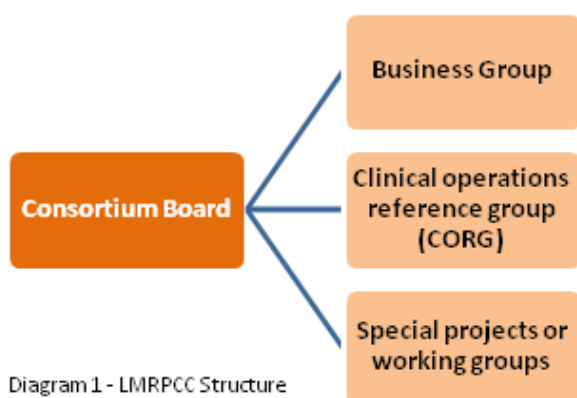 Business Group
Consortium Board
Clinical operations
reference group
(CORG)
Special projects or
working groups
Diagram 1 - LMRPCC Structure